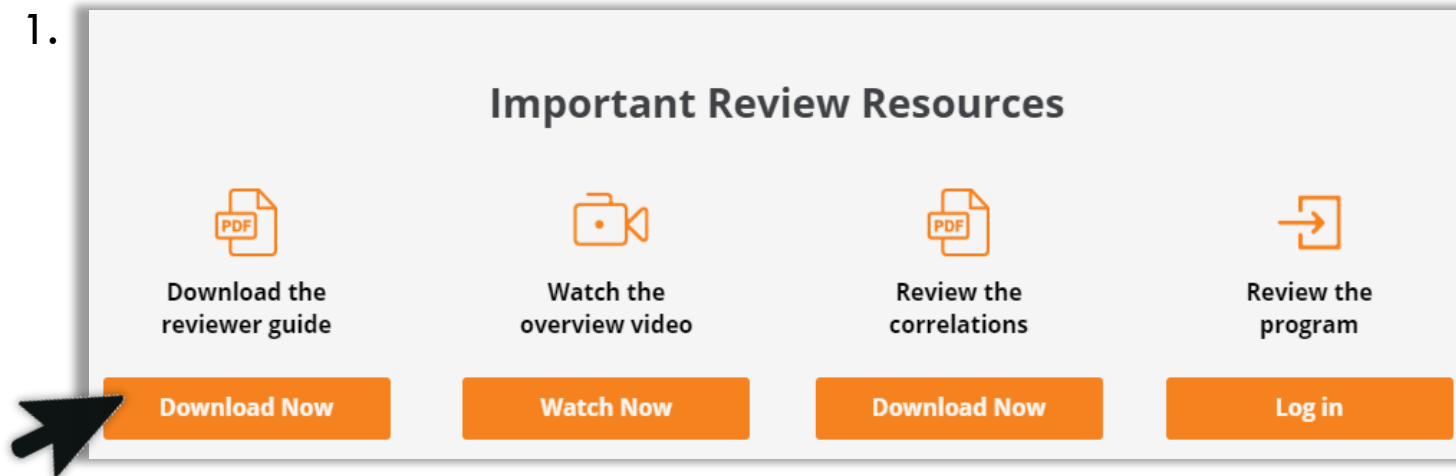 1.
Important Review Resources
PDF
PDF
Download the
reviewer guide
Watch the
overview video
Review the
correlations
Review the
program
Download Now
Watch Now
Download Now
Log in